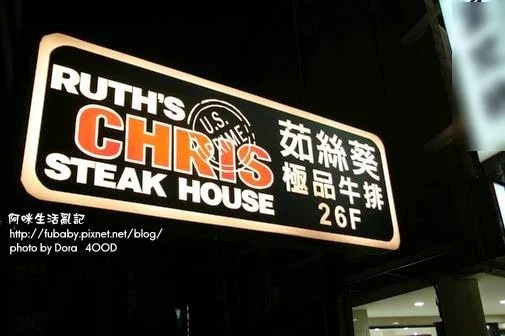 RUTH'S
CHRIS
U.S.
PRIME
STEAK HOUSE
茹絲葵
極品牛排
26F
阿咪生活亂記
http://fubaby.pixnet.net/blog/
photo by Dora 4OOD